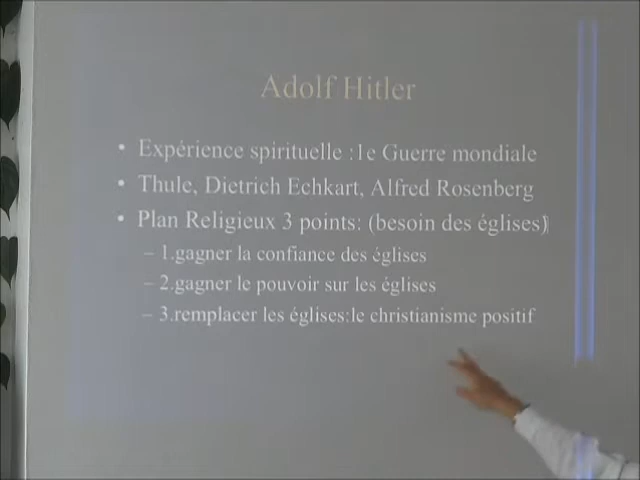 Adolf Hitler
• Expérience spirituelle :1e Guerre mondiale
• Thule, Dietrich Echkart, Alfred Rosenberg
• Plan Religieux 3 points: (besoin des églises)
– 1.gagner la confiance des églises
– 2.gagner le pouvoir sur les églises
– 3.remplacer les églises:le christianisme positif